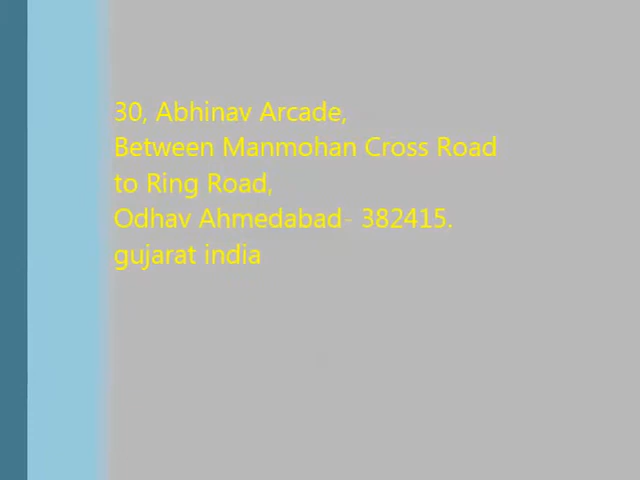 30, Abhinav Arcade,
Between Manmohan Cross Road
to Ring Road,
Odhav Ahmedabad- 382415.
gujarat india